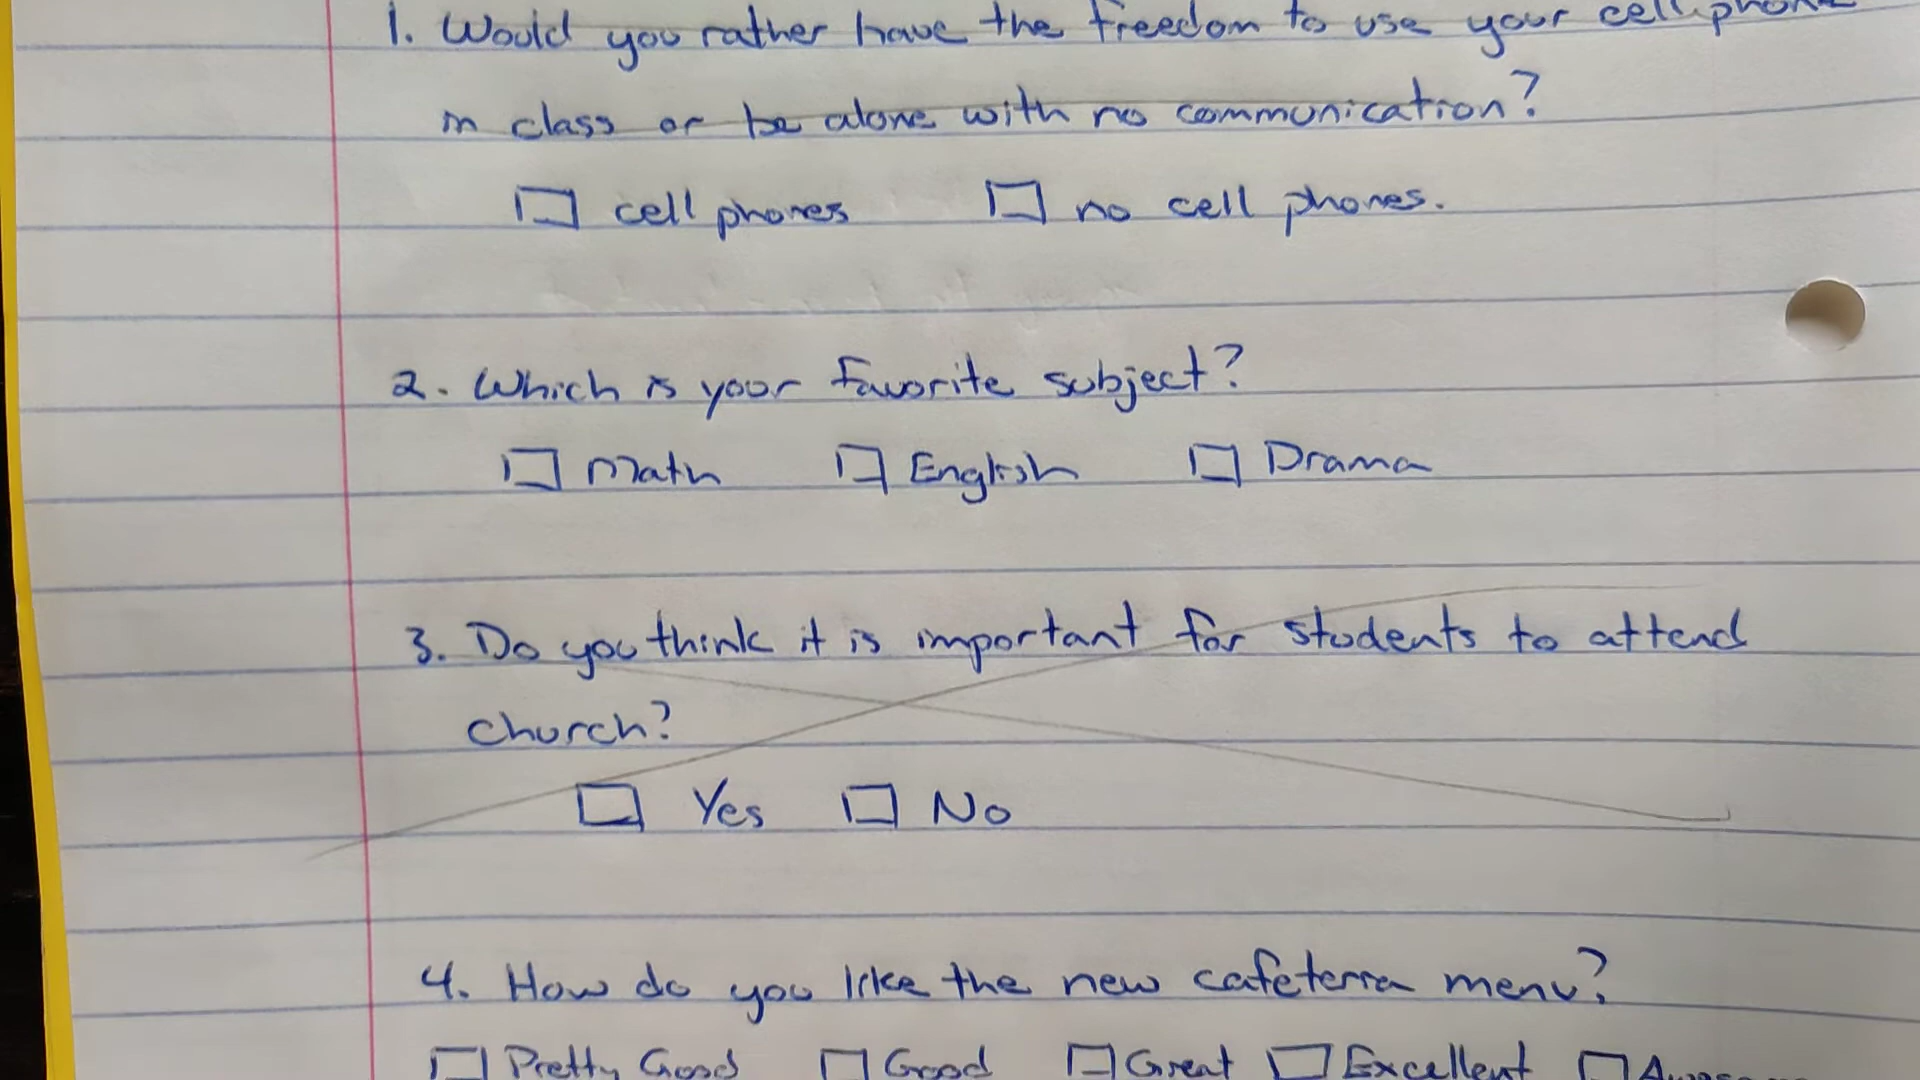 1. Would you rather have the freedom to use your cell phone
in class or be alone with no communication?
cell phones no cell phones.
2. Which is your favorite subject?
Math English Drama
3. Do you think it is important for students to attend
church?
Yes No
4. How do you like the new cafeteria menu?
Pretty Good Good Great Excellent